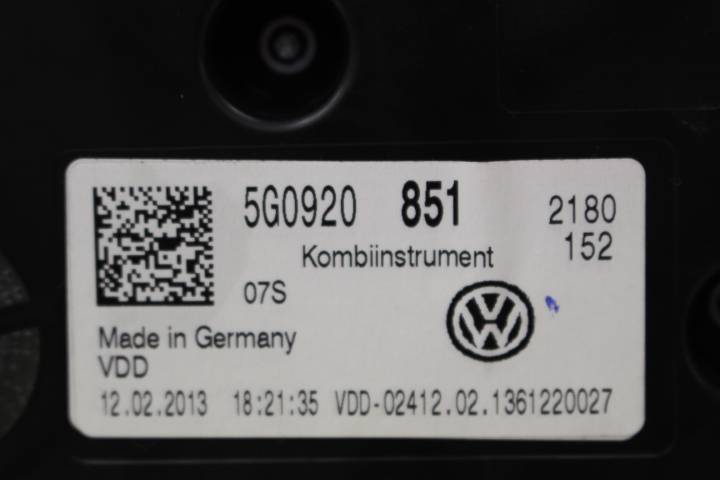 5G0920 851 2180
Kombiinstrument 152
07S
Made in Germany
VDD
12.02.2013 18:21:35 VDD-02412.02.1361220027